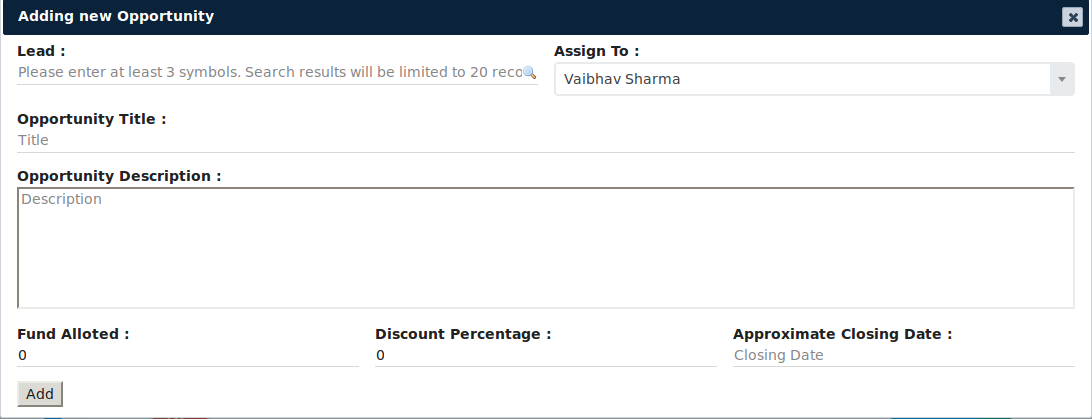 Adding new Opportunity
Lead :
Please enter at least 3 symbols. Search results will be limited to 20 reco
Assign To :
Vaibhav Sharma
Opportunity Title :
Title
Opportunity Description :
Description
Fund Alloted :
0
Discount Percentage :
0
Approximate Closing Date :
Closing Date
Add